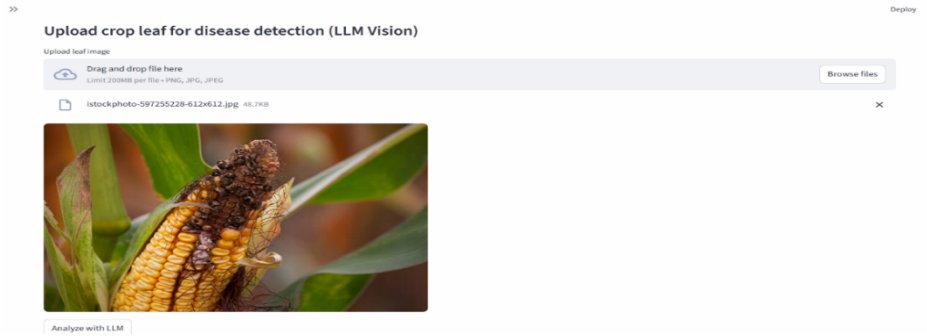 Deploy
Upload crop leaf for disease detection (LLM Vision)
Upload leaf image
Drag and drop file here
Limit 200MB per file • PNG, JPG, JPEG
Browse files
istockphoto-597255228-612x612.jpg 48.7KB
Analyze with LLM